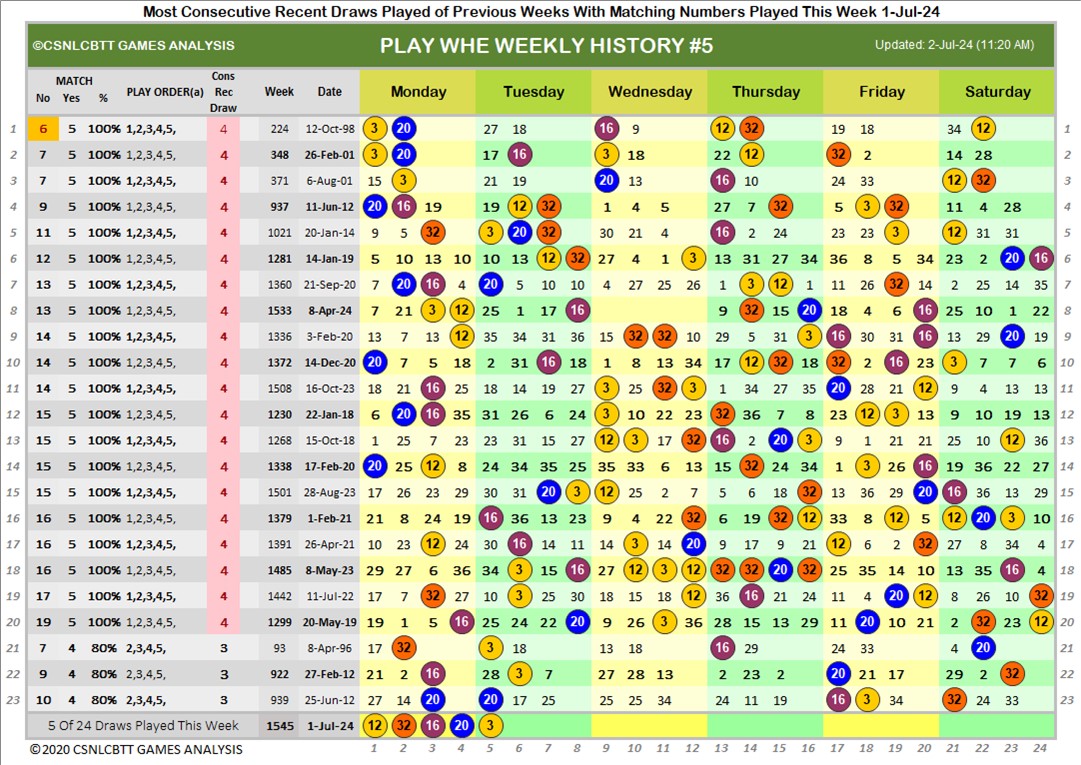 Most Consecutive Recent Draws Played of Previous Weeks With Matching Numbers Played This Week 1-Jul-24
©CSNLCBTT GAMES ANALYSIS PLAY WHE WEEKLY HISTORY #5 Updated: 2-Jul-24 (11:20 AM)
No MATCH Yes % PLAY ORDER(a) Cons Rec Draw Week Date Monday Tuesday Wednesday Thursday Friday Saturday
1 6 5 100% 1,2,3,4,5, 4 224 12-Oct-98 3 20 27 18 16 9 12 32 19 18 34 12 1
2 7 5 100% 1,2,3,4,5, 4 348 26-Feb-01 3 20 17 16 3 18 22 12 32 2 14 28 2
3 7 5 100% 1,2,3,4,5, 4 371 6-Aug-01 15 3 21 19 20 13 16 10 24 33 12 32 3
4 9 5 100% 1,2,3,4,5, 4 937 11-Jun-12 20 16 19 19 12 32 1 4 5 27 7 32 5 3 32 11 4 28 4
5 11 5 100% 1,2,3,4,5, 4 1021 20-Jan-14 9 5 32 3 20 32 30 21 4 16 2 24 23 23 3 12 31 31 5
6 12 5 100% 1,2,3,4,5, 4 1281 14-Jan-19 5 10 13 10 10 13 12 32 27 4 1 3 13 31 27 34 36 8 5 34 23 2 20 16 6
7 13 5 100% 1,2,3,4,5, 4 1360 21-Sep-20 7 20 16 4 20 5 10 10 4 27 25 26 1 3 12 1 11 26 32 14 2 25 14 35 7
8 13 5 100% 1,2,3,4,5, 4 1533 8-Apr-24 7 21 3 12 25 1 17 16 9 32 15 20 18 4 6 16 25 10 1 22 8
9 14 5 100% 1,2,3,4,5, 4 1336 3-Feb-20 13 13 12 35 34 31 36 15 32 32 10 29 5 31 3 16 30 31 16 13 29 20 19 9
10 14 5 100% 1,2,3,4,5, 4 1372 14-Dec-20 20 7 5 18 2 31 16 18 1 8 13 34 17 12 32 18 32 2 16 23 3 7 7 6 10
11 14 5 100% 1,2,3,4,5, 4 1508 16-Oct-23 18 21 16 25 18 14 19 27 3 25 32 3 1 34 27 35 20 28 21 12 9 4 13 13 11
12 15 5 100% 1,2,3,4,5, 4 1230 22-Jan-18 6 20 16 35 31 26 6 24 3 10 22 23 32 36 7 8 23 12 3 13 9 10 19 13 12
13 15 5 100% 1,2,3,4,5, 4 1268 15-Oct-18 1 25 7 23 23 31 15 27 12 3 17 32 16 2 20 3 9 1 21 21 25 10 12 36 13
14 15 5 100% 1,2,3,4,5, 4 1338 17-Feb-20 20 25 12 8 24 34 35 25 35 33 6 13 15 32 24 34 1 3 26 16 19 36 22 27 14
15 15 5 100% 1,2,3,4,5, 4 1501 28-Aug-23 17 26 23 29 30 31 20 3 12 25 2 7 5 6 18 32 13 36 29 20 16 36 13 29 15
16 16 5 100% 1,2,3,4,5, 4 1379 1-Feb-21 21 8 24 19 16 36 13 23 9 4 22 32 6 19 32 12 33 8 12 5 12 20 3 10 16
17 16 5 100% 1,2,3,4,5, 4 1391 26-Apr-21 10 23 12 24 30 16 14 11 14 3 14 20 9 17 9 21 12 6 2 32 27 8 34 4 17
18 16 5 100% 1,2,3,4,5, 4 1485 8-May-23 29 27 6 36 34 3 15 16 27 12 3 12 32 32 20 32 25 35 14 10 13 35 16 4 18
19 17 5 100% 1,2,3,4,5, 4 1442 11-Jul-22 17 7 32 27 10 3 25 30 18 15 18 12 36 16 21 24 11 4 20 12 8 26 10 32 19
20 19 5 100% 1,2,3,4,5, 4 1299 20-May-19 19 1 5 16 25 24 22 20 9 26 3 36 28 15 13 29 11 20 10 21 2 32 24 12 20
21 7 4 80% 2,3,4,5, 3 93 8-Apr-96 17 32 3 18 13 18 16 29 24 33 4 20 21
22 9 4 80% 2,3,4,5, 3 922 27-Feb-12 21 2 16 28 3 7 27 28 13 2 23 2 20 21 17 29 2 32 22
23 10 4 80% 2,3,4,5, 3 939 25-Jun-12 27 14 20 20 17 21 25 25 34 24 11 19 16 3 34 32 24 33 23
5 Of 24 Draws Played This Week 1545 1-Jul-24 12 32 16 20 3
© 2020 CSNLCBTT GAMES ANALYSIS 1 2 3 4 5 6 7 8 9 10 11 12 13 14 15 16 17 18 19 20 21 22 23 24